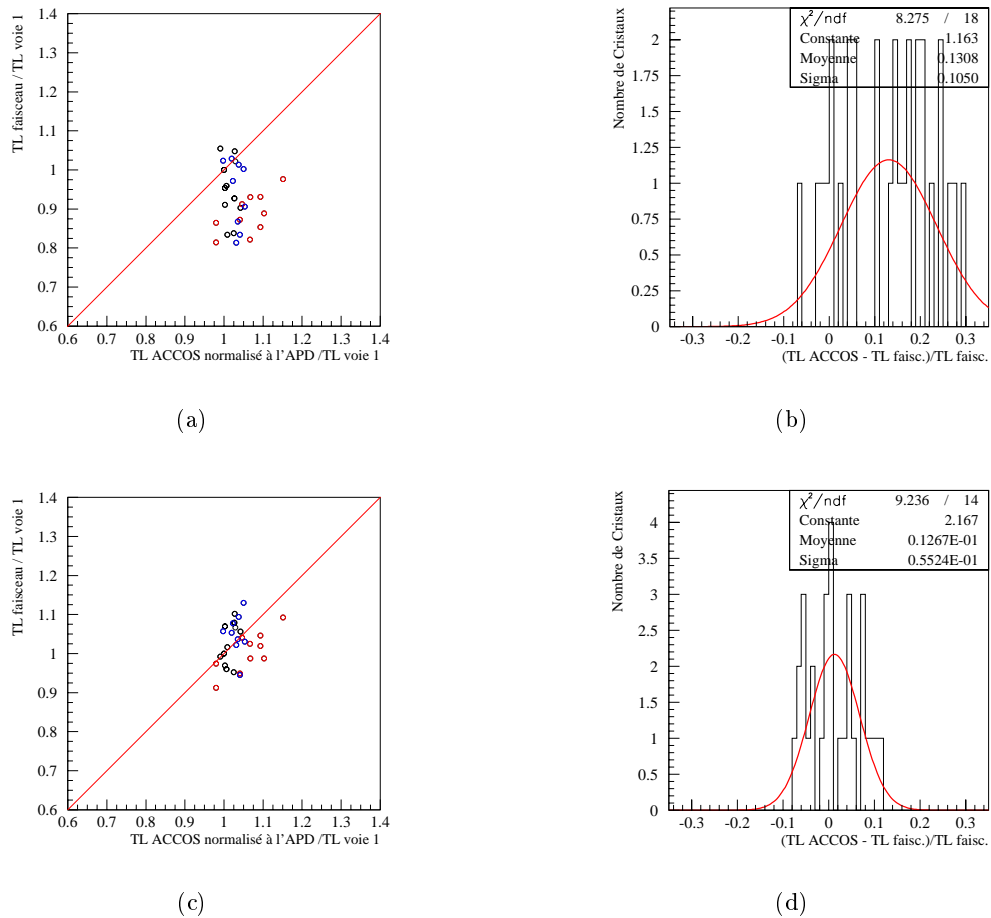 TL faisceau / TL voie 1
1.4
1.3
1.2
1.1
1
0.9
0.8
0.7
0.6
0.6 0.7 0.8 0.9 1 1.1 1.2 1.3 1.4
TL ACCOS normalisé à l'APD /TL voie 1
(a)
Nombre de Cristaux
2
1.75
1.5
1.25
1
0.75
0.5
0.25
0
χ²/ndf 8.275 / 18
Constante 1.163
Moyenne 0.1308
Sigma 0.1050
-0.3 -0.2 -0.1 0 0.1 0.2 0.3
(TL ACCOS - TL faisc.)/TL faisc.
(b)
TL faisceau / TL voie 1
1.4
1.3
1.2
1.1
1
0.9
0.8
0.7
0.6
0.6 0.7 0.8 0.9 1 1.1 1.2 1.3 1.4
TL ACCOS normalisé à l'APD /TL voie 1
(c)
Nombre de Cristaux
4
3.5
3
2.5
2
1.5
1
0.5
0
χ²/ndf 9.236 / 14
Constante 2.167
Moyenne 0.1267E-01
Sigma 0.5524E-01
-0.3 -0.2 -0.1 0 0.1 0.2 0.3
(TL ACCOS - TL faisc.)/TL faisc.
(d)